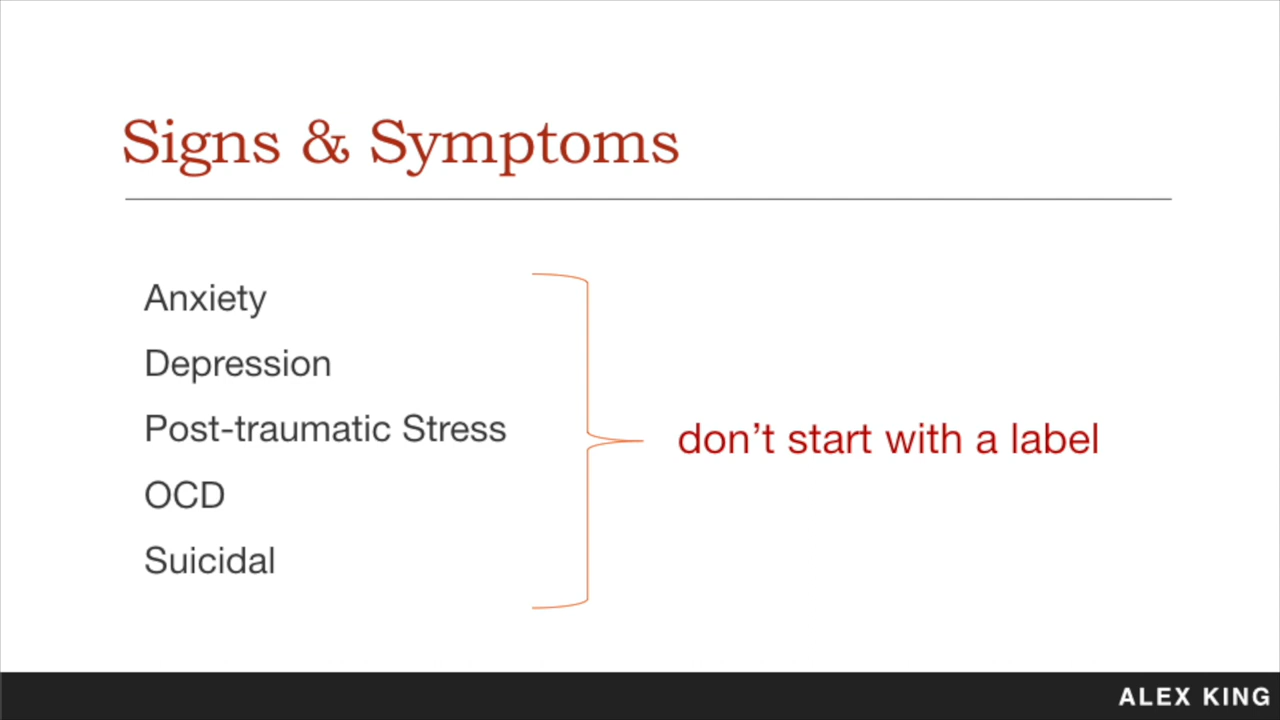 Signs & Symptoms
Anxiety
Depression
Post-traumatic Stress
OCD
Suicidal
don’t start with a label
ALEX KING